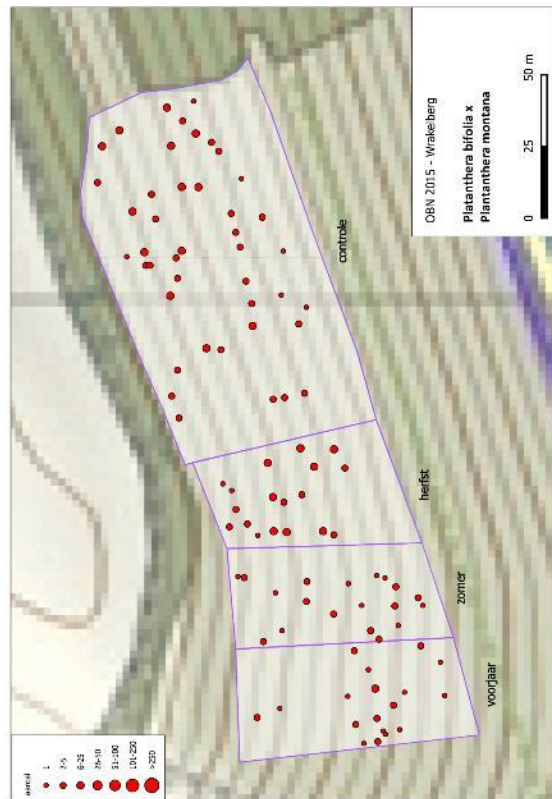 OBN 2015 - Wrakelberg
Platanthera bifolia x
Plantanthera montana
0 25 50 m
controle
herfst
zomer
voorjaar
aantal
1
2-5
6-25
26-50
51-100
101-250
>250